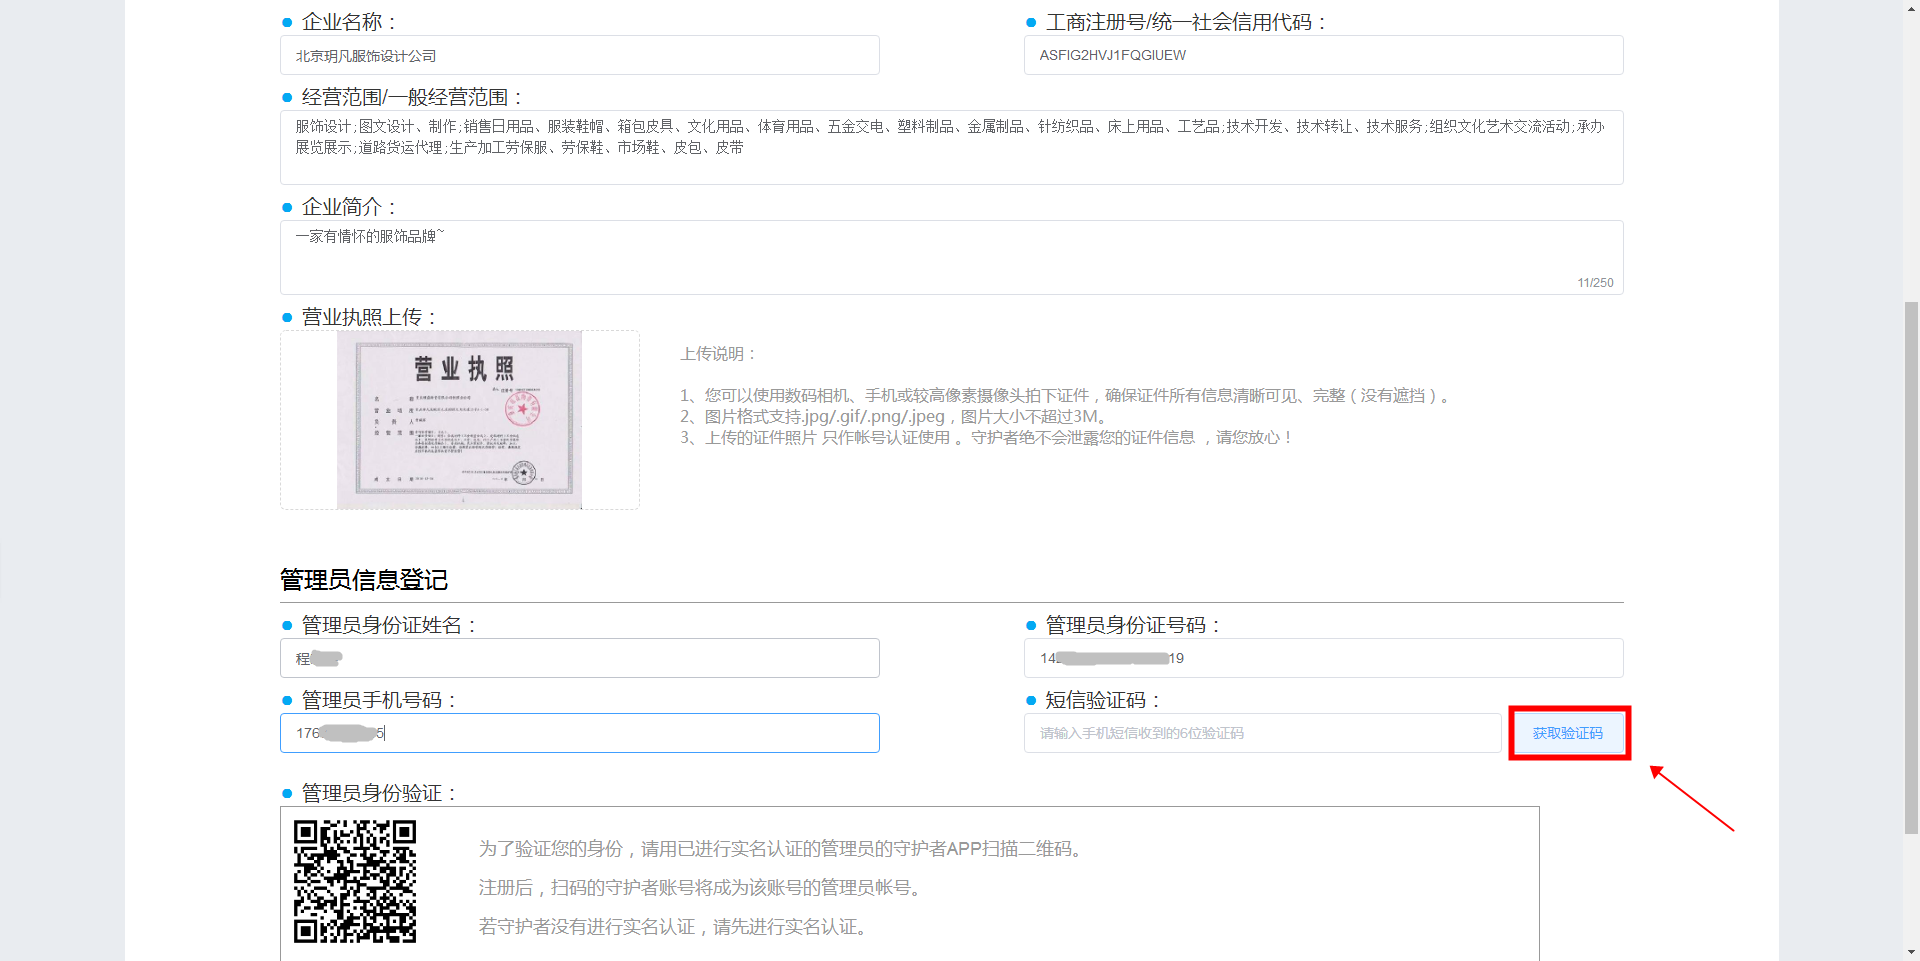 企业名称：
工商注册号/统一社会信用代码：
北京玥凡服饰设计公司
ASFIG2HVJ1FQGIUEW
经营范围/一般经营范围：
服饰设计;图文设计、制作;销售日用品、服装鞋帽、箱包皮具、文化用品、体育用品、五金交电、塑料制品、金属制品、针纺织品、床上用品、工艺品;技术开发、技术转让、技术服务;组织文化艺术交流活动;承办
展览展示;道路货运代理;生产加工劳保服、劳保鞋、市场鞋、皮包、皮带
企业简介：
一家有情怀的服饰品牌~
11/250
营业执照上传：
营业执照
上传说明：
1、您可以使用数码相机、手机或较高像素摄像头拍下证件，确保证件所有信息清晰可见、完整（没有遮挡）。
2、图片格式支持.jpg/.gif/.png/.jpeg，图片大小不超过3M。
3、上传的证件照片 只作帐号认证使用 。守护者绝不会泄露您的证件信息 ，请您放心！
管理员信息登记
管理员身份证姓名：
管理员身份证号码：
程
14 19
管理员手机号码：
短信验证码：
176 5
请输入手机短信收到的6位验证码
获取验证码
管理员身份验证：
为了验证您的身份，请用已进行实名认证的管理员的守护者APP扫描二维码。
注册后，扫码的守护者账号将成为该账号的管理员帐号。
若守护者没有进行实名认证，请先进行实名认证。